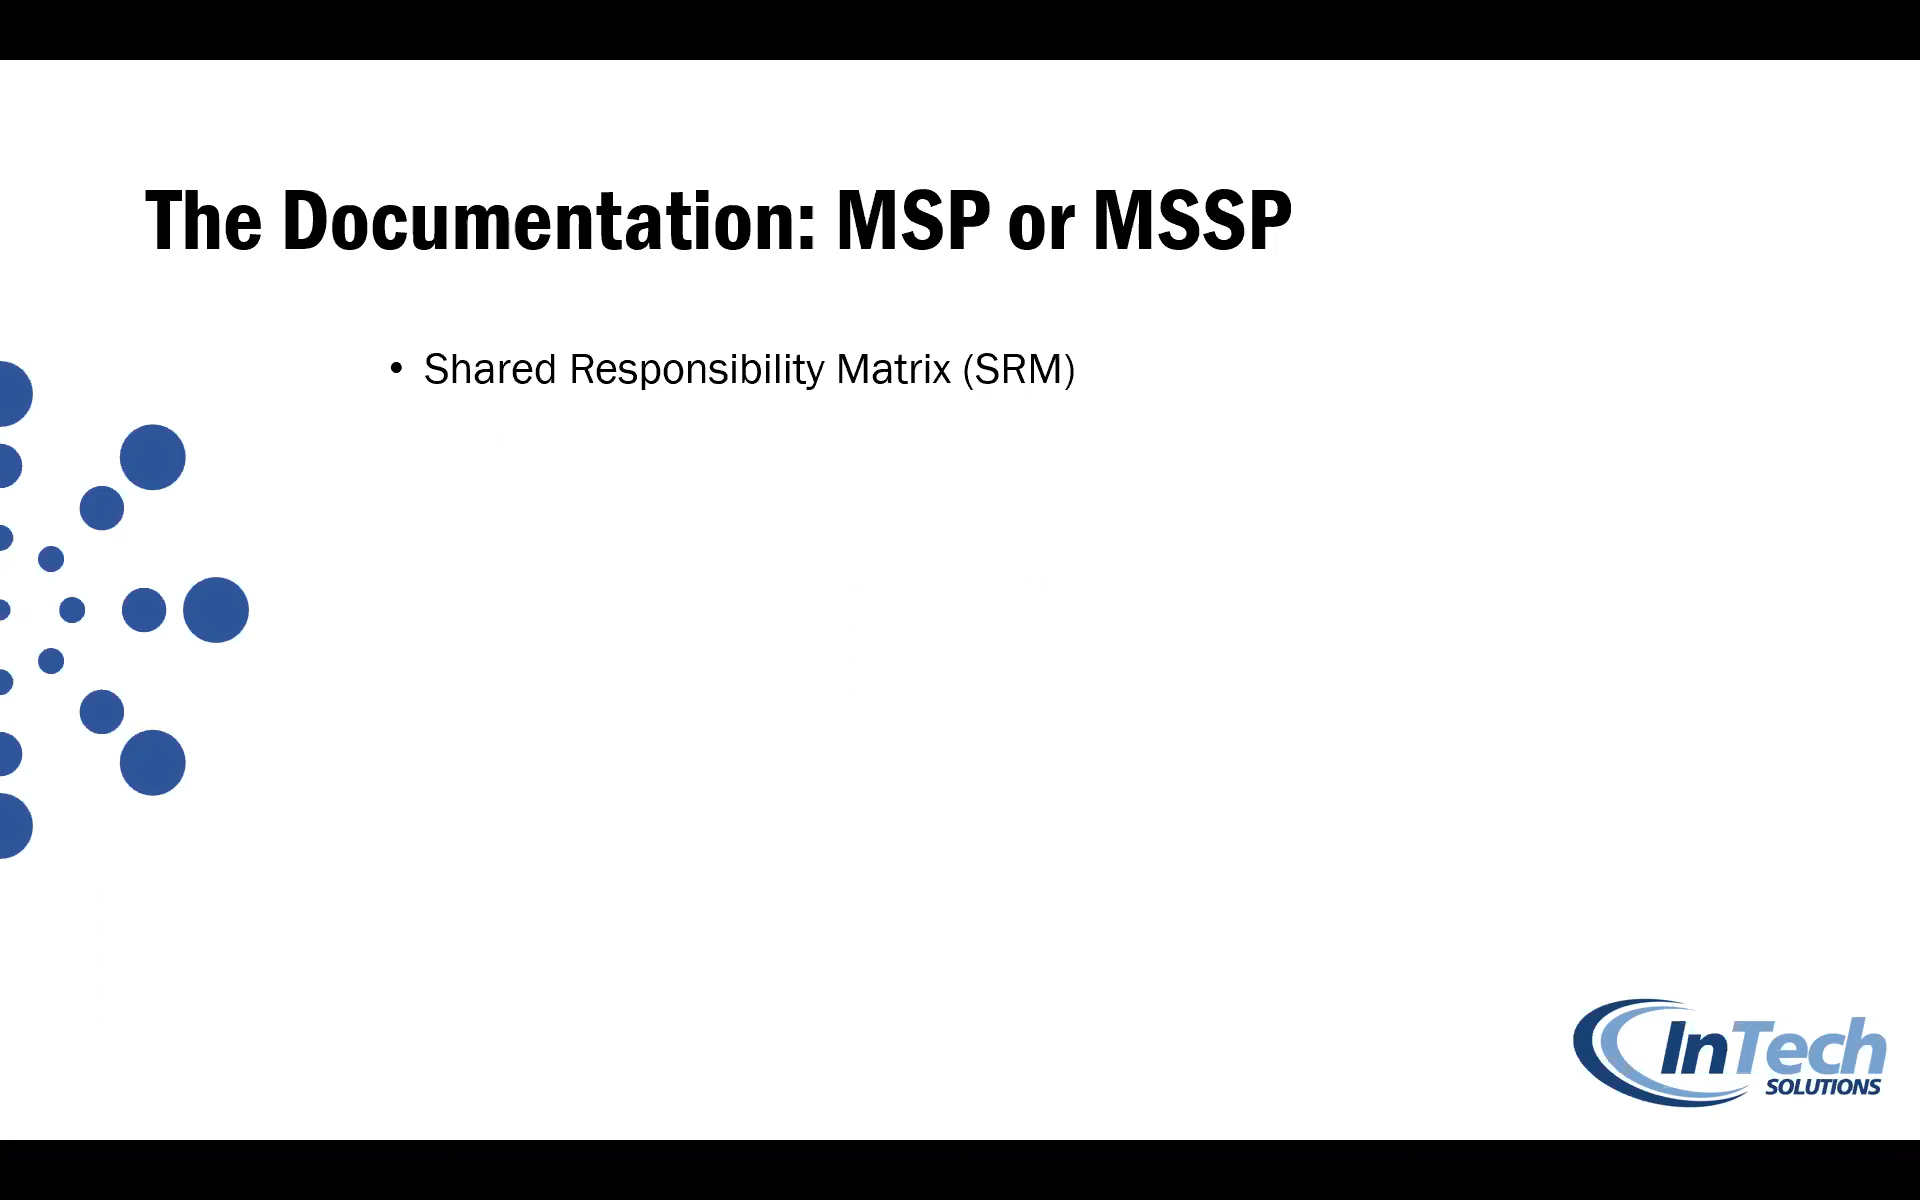 The Documentation: MSP or MSSP
• Shared Responsibility Matrix (SRM)
InTech
SOLUTIONS